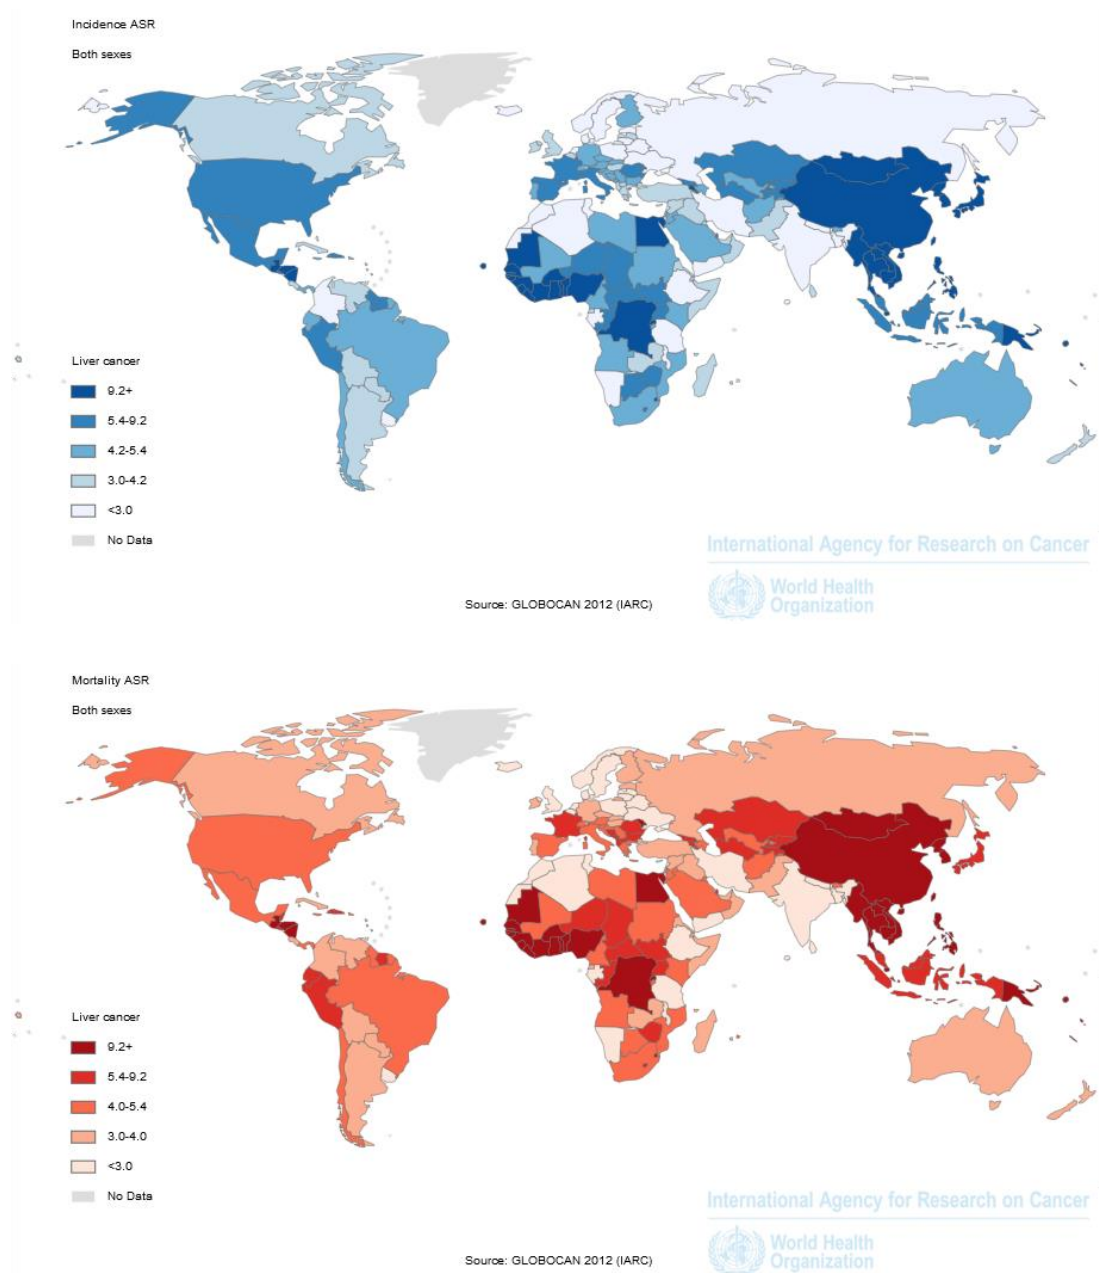 Incidence ASR
Both sexes
Liver cancer
9.2+
5.4-9.2
4.2-5.4
3.0-4.2
<3.0
No Data
International Agency for Research on Cancer
World Health
Organization
Source: GLOBOCAN 2012 (IARC)
Mortality ASR
Both sexes
Liver cancer
9.2+
5.4-9.2
4.0-5.4
3.0-4.0
<3.0
No Data
International Agency for Research on Cancer
World Health
Organization
Source: GLOBOCAN 2012 (IARC)